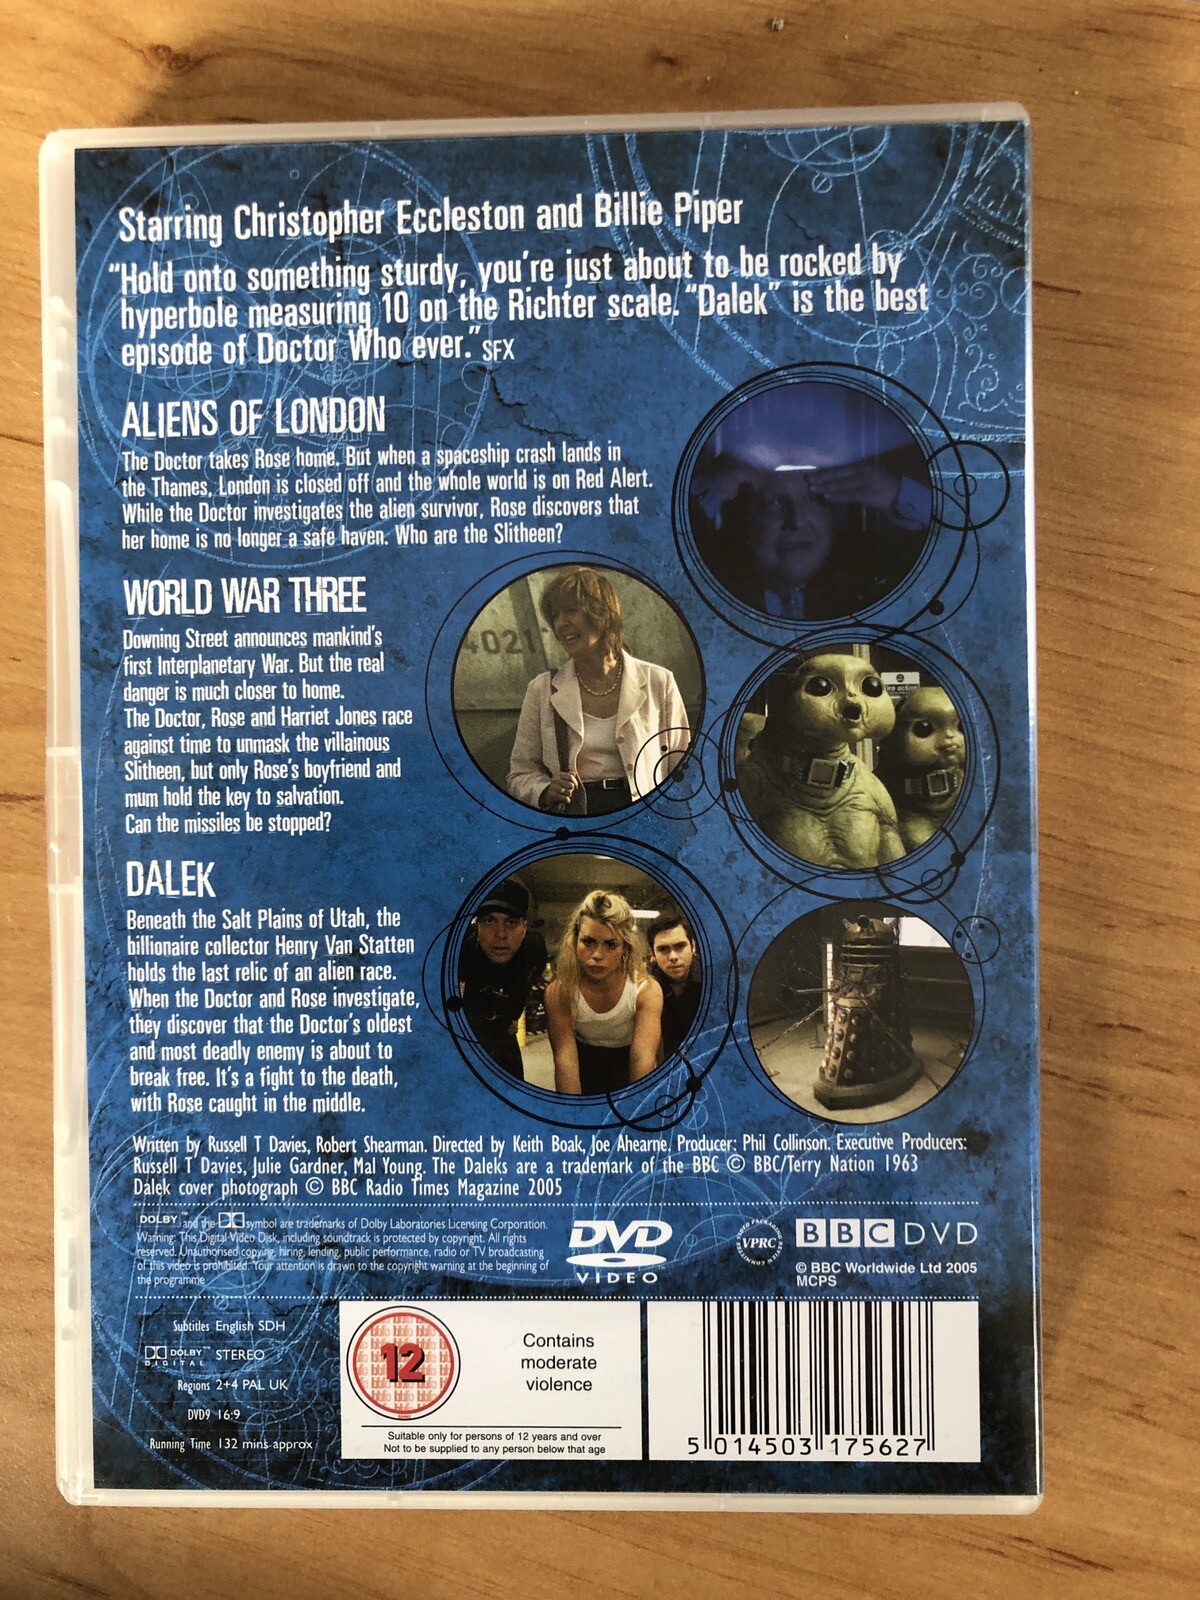 Starring Christopher Eccleston and Billie Piper
“Hold onto something sturdy, you're just about to be rocked by
hyperbole measuring 10 on the Richter scale. “Dalek” is the best
episode of Doctor Who ever.” SFX
ALIENS OF LONDON
The Doctor takes Rose home. But when a spaceship crash lands in
the Thames, London is closed off and the whole world is on Red Alert.
While the Doctor investigates the alien survivor, Rose discovers that
her home is no longer a safe haven. Who are the Slitheen?
WORLD WAR THREE
Downing Street announces mankind's
first Interplanetary War. But the real
danger is much closer to home.
The Doctor, Rose and Harriet Jones race
against time to unmask the villainous
Slitheen, but only Rose's boyfriend and
mum hold the key to salvation.
Can the missiles be stopped?
4021
Fire action
DALEK
Beneath the Salt Plains of Utah, the
billionaire collector Henry Van Statten
holds the last relic of an alien race.
When the Doctor and Rose investigate,
they discover that the Doctor's oldest
and most deadly enemy is about to
break free. It's a fight to the death,
with Rose caught in the middle.
Written by Russell T Davies, Robert Shearman. Directed by Keith Boak, Joe Ahearne. Producer: Phil Collinson. Executive Producers:
Russell T Davies, Julie Gardner, Mal Young. The Daleks are a trademark of the BBC © BBC/Terry Nation 1963
Dalek cover photograph © BBC Radio Times Magazine 2005
DOLBY™ and the symbol are trademarks of Dolby Laboratories Licensing Corporation.
Warning: This Digital Video Disk, including soundtrack is protected by copyright. All rights
reserved. Unauthorised copying, hiring, lending, public performance, radio or TV broadcasting
of this video is prohibited. Your attention is drawn to the copyright warning at the beginning of
the programme
DVD
VIDEO
VIDEO PACKAGING REVIEW COMMITTEE
VPRC
BBC DVD
© BBC Worldwide Ltd 2005
MCPS
Subtitles English SDH
DOLBY™ DIGITAL STEREO
Regions 2+4 PAL UK
DVD9 16:9
Running Time 132 mins approx
12
Contains
moderate
violence
Suitable only for persons of 12 years and over
Not to be supplied to any person below that age
5 014503 175627